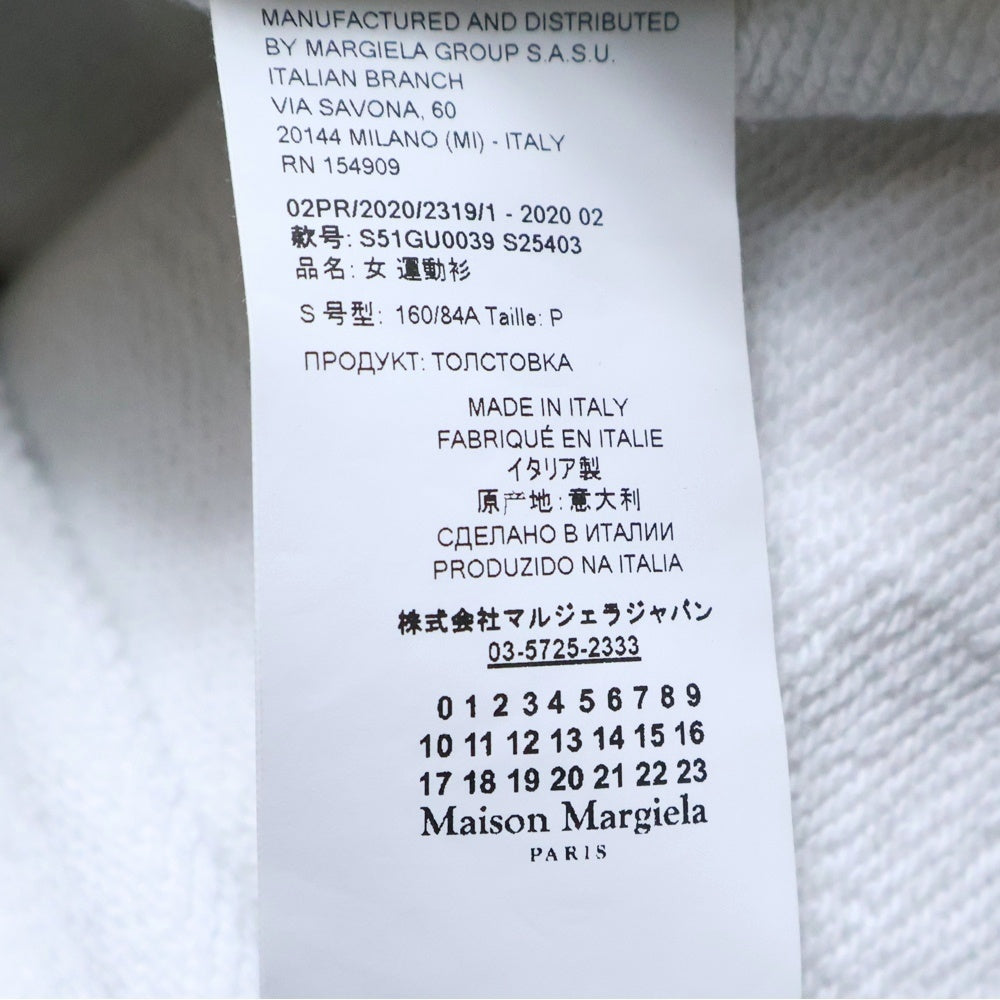 MANUFACTURED AND DISTRIBUTED
BY MARGIELA GROUP S.A.S.U.
ITALIAN BRANCH
VIA SAVONA, 60
20144 MILANO (MI) - ITALY
RN 154909
02PR/2020/2319/1 - 2020 02
款号: S51GU0039 S25403
品名: 女 運動衫
S 号型: 160/84A Taille: P
ПРОДУКТ: ТОЛСТОВКА
MADE IN ITALY
FABRIQUÉ EN ITALIE
イタリア製
原产地:意大利
СДЕЛАНО В ИТАЛИИ
PRODUZIDO NA ITALIA
株式会社マルジェラジャパン
03-5725-2333
0 1 2 3 4 5 6 7 8 9
10 11 12 13 14 15 16
17 18 19 20 21 22 23
Maison Margiela
PARIS